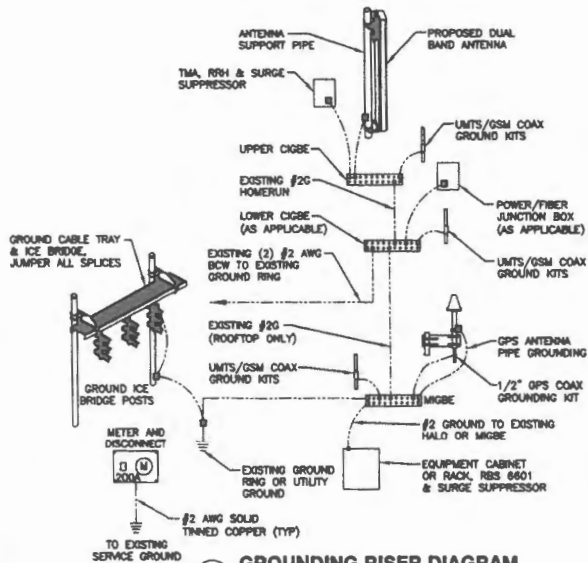 ANTENNA
SUPPORT PIPE
PROPOSED DUAL
BAND ANTENNA
TMA, RRH & SURGE
SUPPRESSOR
UMTS/GSM COAX
GROUND KITS
UPPER CIGBE
EXISTING #2G
HOMERUN
POWER/FIBER
JUNCTION BOX
(AS APPLICABLE)
LOWER CIGBE
(AS APPLICABLE)
GROUND CABLE TRAY
& ICE BRIDGE,
JUMPER ALL SPLICES
EXISTING (2) #2 AWG
BCW TO EXISTING
GROUND RING
UMTS/GSM COAX
GROUND KITS
EXISTING #2G
(ROOFTOP ONLY)
GPS ANTENNA
PIPE GROUNDING
UMTS/GSM COAX
GROUND KITS
1/2" GPS COAX
GROUNDING KIT
GROUND ICE
BRIDGE POSTS
MIGBE
#2 GROUND TO EXISTING
HALO OR MIGBE
METER AND
DISCONNECT
M
200A
EXISTING GROUND
RING OR UTILITY
GROUND
EQUIPMENT CABINET
OR RACK, RBS 6601
& SURGE SUPPRESSOR
#2 AWG SOLID
TINNED COPPER (TYP)
TO EXISTING
SERVICE GROUND
GROUNDING RISER DIAGRAM